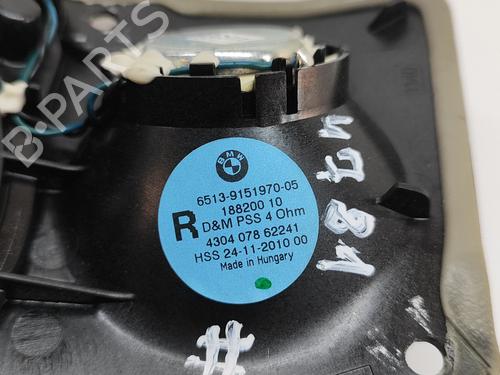 B-PARTS
BMW
6513-9151970-05
188200 10
R D&M PSS 4 Ohm
4304 078 62241
HSS 24-11-2010 00
Made in Hungary
#